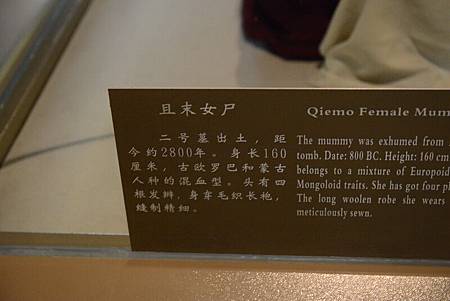 且末女尸
二号墓出土，距
今约2800年。身长160
厘米，古欧罗巴和蒙古
人种的混血型。头有四
根发辫，身穿毛织长袍，
缝制精细。
Qiemo Female
The mummy was exhumed from
tomb. Date: 800 BC. Height: 160 cm
belongs to a mixture of Europoid
Mongoloid traits. She has got four
The long woolen robe she wears
meticulously sewn.